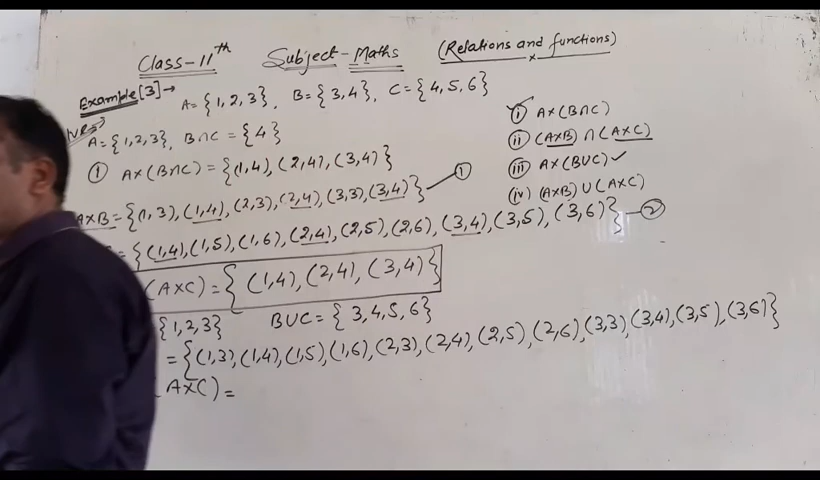 Class-11th Subject-Maths (Relations and functions)
Example[3]→ A={1,2,3}, B={3,4}, C={4,5,6}
A={1,2,3}, B∩C={4}
(i) A×(B∩C)
(ii) (A×B)∩(A×C)
(iii) A×(B∪C) ✓
(iv) (A×B)∪(A×C)
① A×(B∩C)={(1,4),(2,4),(3,4)}
A×B={(1,3),(1,4),(2,3),(2,4),(3,3),(3,4)} —①
={(1,4),(1,5),(1,6),(2,4),(2,5),(2,6),(3,4),(3,5),(3,6)} —②
(A×C)={(1,4),(2,4),(3,4)}
{1,2,3} B∪C={3,4,5,6}
={(1,3),(1,4),(1,5),(1,6),(2,3),(2,4),(2,5),(2,6),(3,3),(3,4),(3,5),(3,6)}
(A×C)=